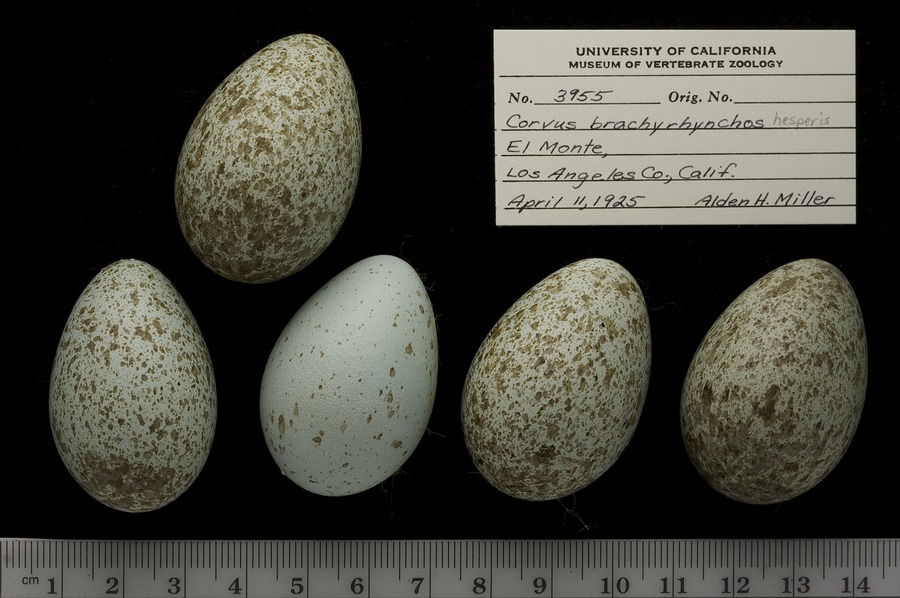 UNIVERSITY OF CALIFORNIA
MUSEUM OF VERTEBRATE ZOOLOGY
No. 3955 Orig. No.
Corvus brachyrhynchos hesperis
El Monte,
Los Angeles Co., Calif.
April 11, 1925 Alden H. Miller
cm 1 2 3 4 5 6 7 8 9 10 11 12 13 14